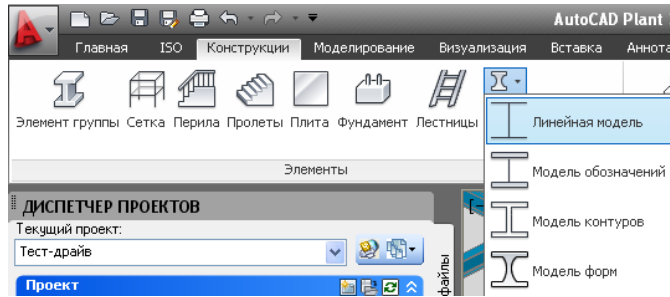 AutoCAD Plant
Главная ISO Конструкции Моделирование Визуализация Вставка Аннота
Элемент группы Сетка Перила Пролеты Плита Фундамент Лестницы
Элементы
Линейная модель
Модель обозначений
Модель контуров
Модель форм
ДИСПЕТЧЕР ПРОЕКТОВ
Текущий проект:
Тест-драйв
Проект
файлы